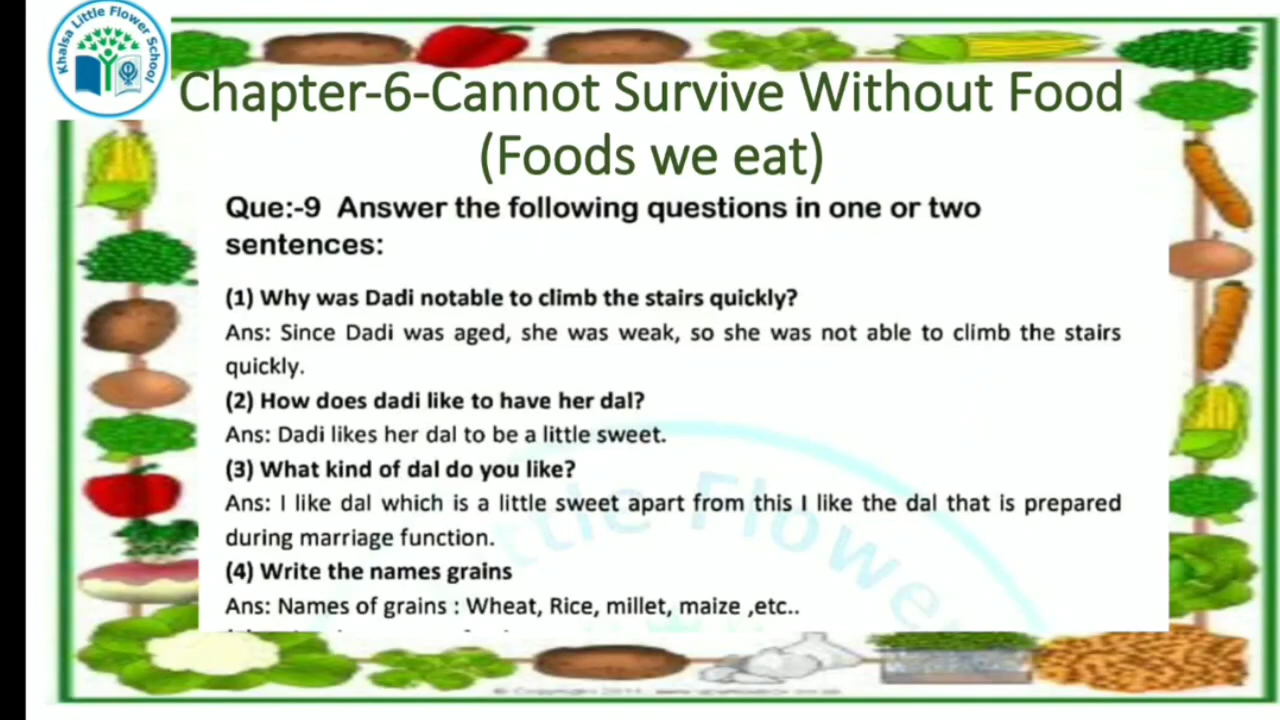 Khalsa Little Flower School
Chapter-6-Cannot Survive Without Food
(Foods we eat)
Que:-9 Answer the following questions in one or two
sentences:
(1) Why was Dadi notable to climb the stairs quickly?
Ans: Since Dadi was aged, she was weak, so she was not able to climb the stairs
quickly.
(2) How does dadi like to have her dal?
Ans: Dadi likes her dal to be a little sweet.
(3) What kind of dal do you like?
Ans: I like dal which is a little sweet apart from this I like the dal that is prepared
during marriage function.
(4) Write the names grains
Ans: Names of grains : Wheat, Rice, millet, maize ,etc..
Little Flower